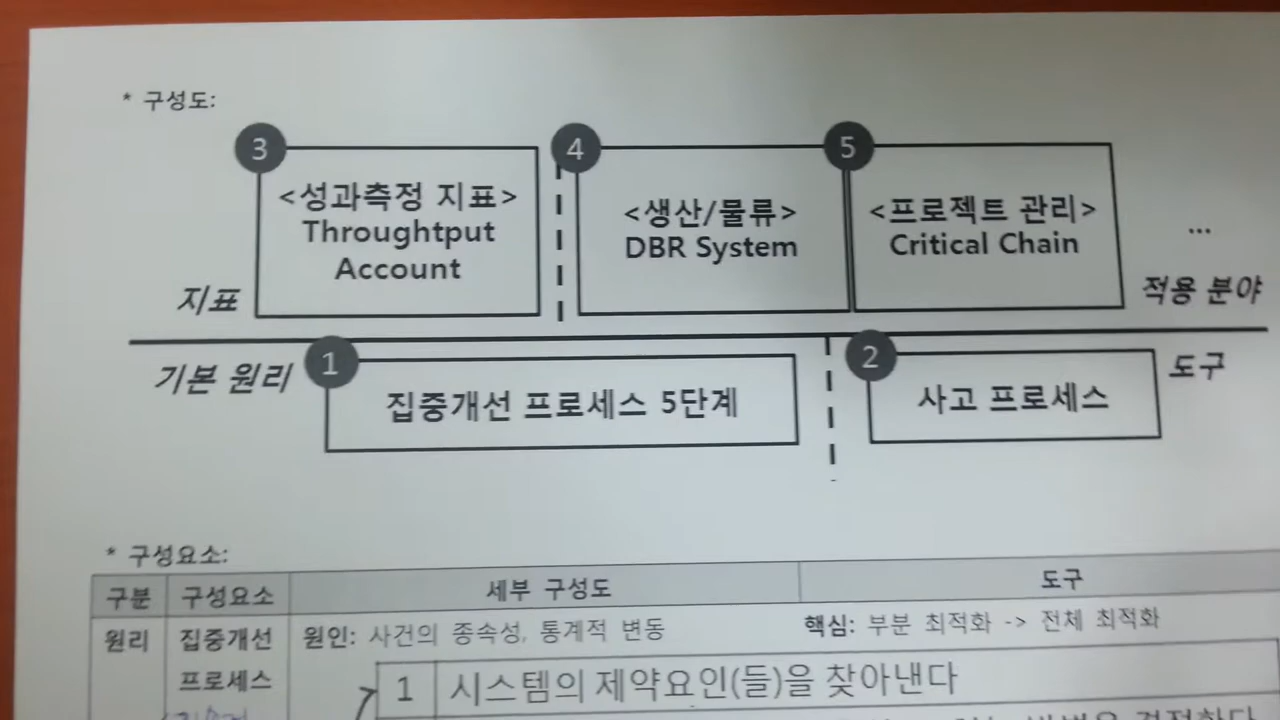 * 구성도:
3
4
5
<성과측정 지표>
Throughtput
Account
<생산/물류>
DBR System
<프로젝트 관리>
Critical Chain
...
지표
적용 분야
기본 원리
1
집중개선 프로세스 5단계
2
사고 프로세스
도구
* 구성요소:
구분 구성요소 세부 구성도 도구
원리 집중개선 원인: 사건의 종속성, 통계적 변동 핵심: 부분 최적화 -> 전체 최적화
프로세스 1 시스템의 제약요인(들)을 찾아낸다